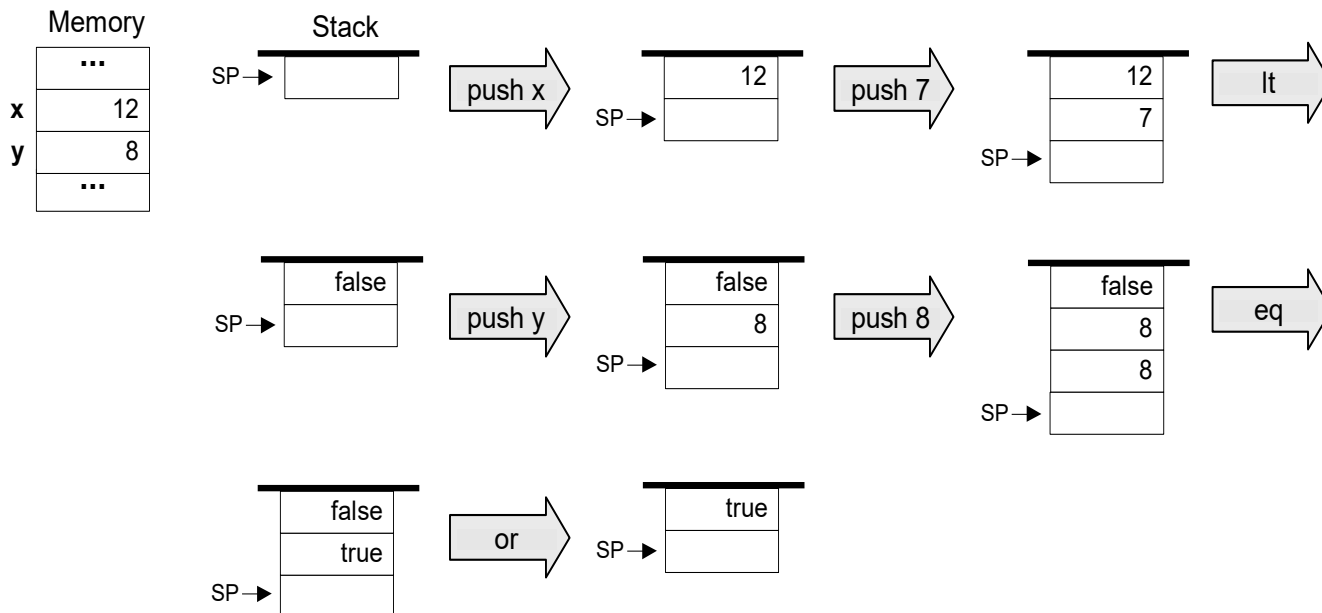 Memory
Stack
...
x 12
y 8
...
SP
push x
12
SP
push 7
12
7
SP
lt
false
SP
push y
false
8
SP
push 8
false
8
8
SP
eq
false
true
SP
or
true
SP